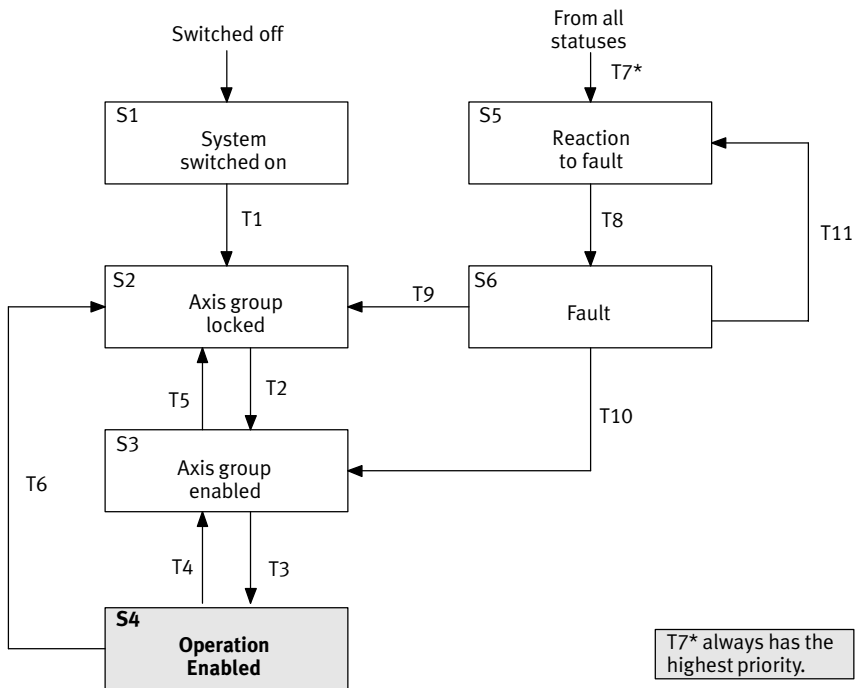 Switched off
From all
statuses
T7*
S1
System
switched on
S5
Reaction
to fault
T1
T8
T11
S2
Axis group
locked
T9
S6
Fault
T5
T2
T10
S3
Axis group
enabled
T6
T4
T3
S4
Operation
Enabled
T7* always has the
highest priority.